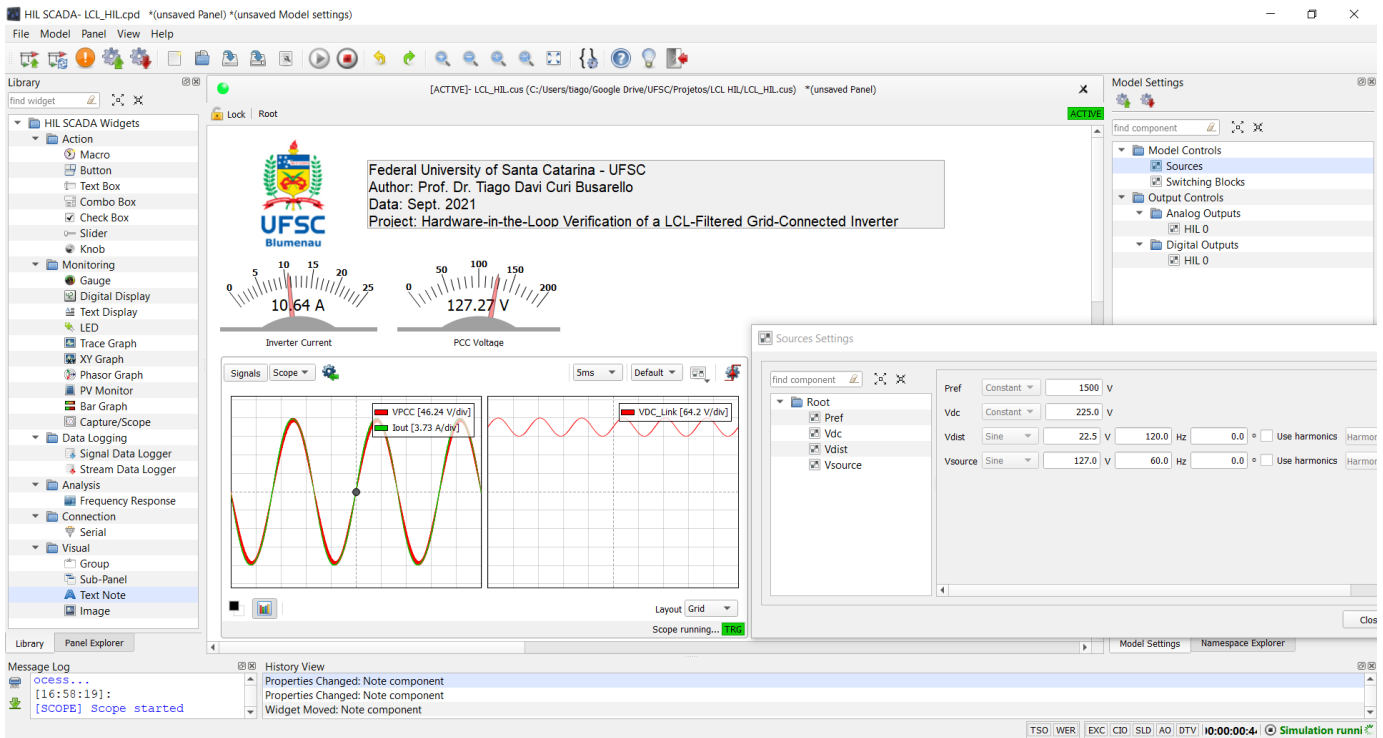 HIL SCADA- LCL_HIL.cpd *(unsaved Panel) *(unsaved Model settings)
File Model Panel View Help
Library
find widget
HIL SCADA Widgets
Action
Macro
Button
Text Box
Combo Box
Check Box
Slider
Knob
Monitoring
Gauge
Digital Display
Text Display
LED
Trace Graph
XY Graph
Phasor Graph
PV Monitor
Bar Graph
Capture/Scope
Data Logging
Signal Data Logger
Stream Data Logger
Analysis
Frequency Response
Connection
Serial
Visual
Group
Sub-Panel
Text Note
Image
Library Panel Explorer
[ACTIVE]- LCL_HIL.cus (C:/Users/tiago/Google Drive/UFSC/Projetos/LCL HIL/LCL_HIL.cus) *(unsaved Panel)
X
Lock Root
ACTIVE
UFSC
Blumenau
Federal University of Santa Catarina - UFSC
Author: Prof. Dr. Tiago Davi Curi Busarello
Data: Sept. 2021
Project: Hardware-in-the-Loop Verification of a LCL-Filtered Grid-Connected Inverter
0 5 10 15 20 25
10.64 A
Inverter Current
0 50 100 150 200
127.27 V
PCC Voltage
Signals Scope 5ms Default
VPCC [46.24 V/div]
Iout [3.73 A/div]
VDC_Link [64.2 V/div]
Layout Grid
Scope running... TRG
Model Settings
find component
Model Controls
Sources
Switching Blocks
Output Controls
Analog Outputs
HIL 0
Digital Outputs
HIL 0
Sources Settings
find component
Root
Pref
Vdc
Vdist
Vsource
Pref Constant 1500 V
Vdc Constant 225.0 V
Vdist Sine 22.5 V 120.0 Hz 0.0 ° Use harmonics Harmor
Vsource Sine 127.0 V 60.0 Hz 0.0 ° Use harmonics Harmor
Clos
Model Settings Namespace Explorer
Message Log
ocess...
[16:58:19]:
[SCOPE] Scope started
History View
Properties Changed: Note component
Properties Changed: Note component
Widget Moved: Note component
TSO WER EXC CIO SLD AO DTV Simulation runni